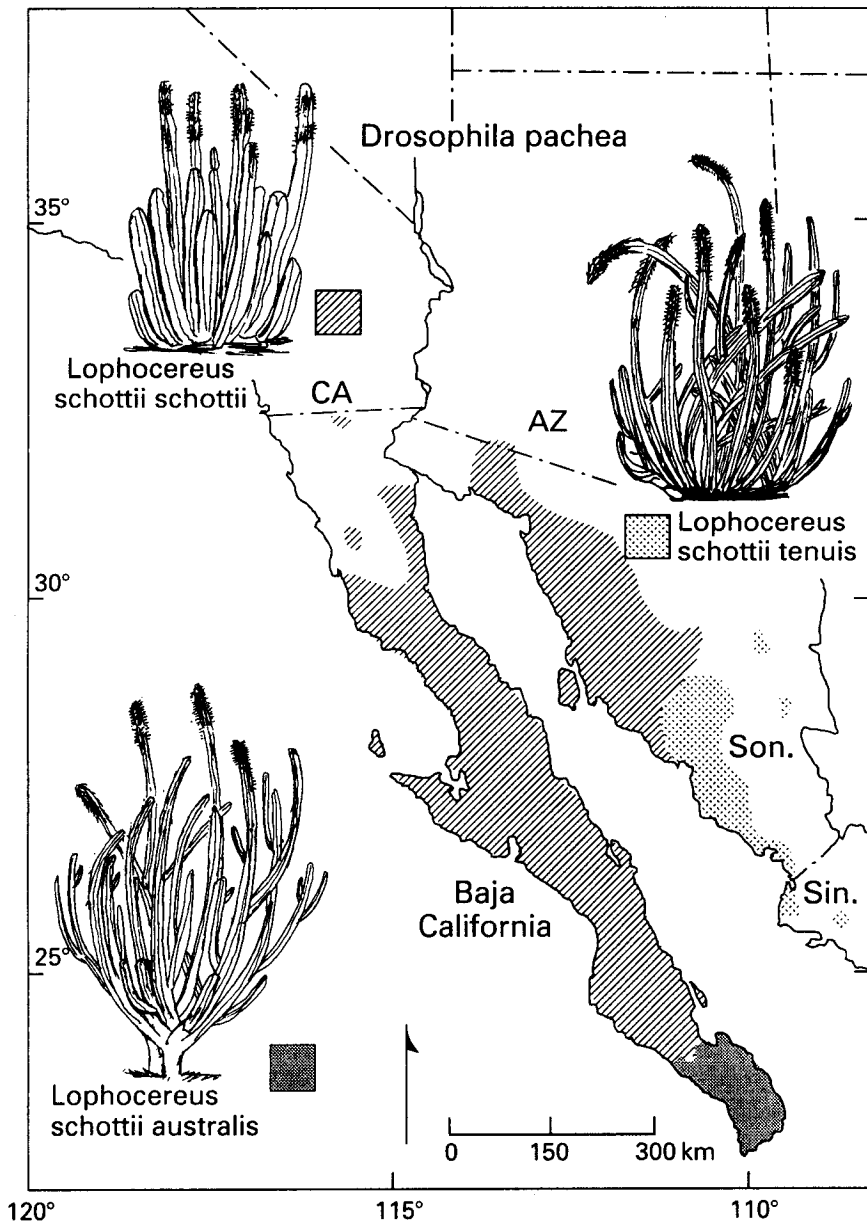 Drosophila pachea
35°
Lophocereus
schottii schottii
CA
AZ
Lophocereus
schottii tenuis
30°
Son.
Baja
California
Sin.
25°
Lophocereus
schottii australis
0 150 300 km
120° 115° 110°